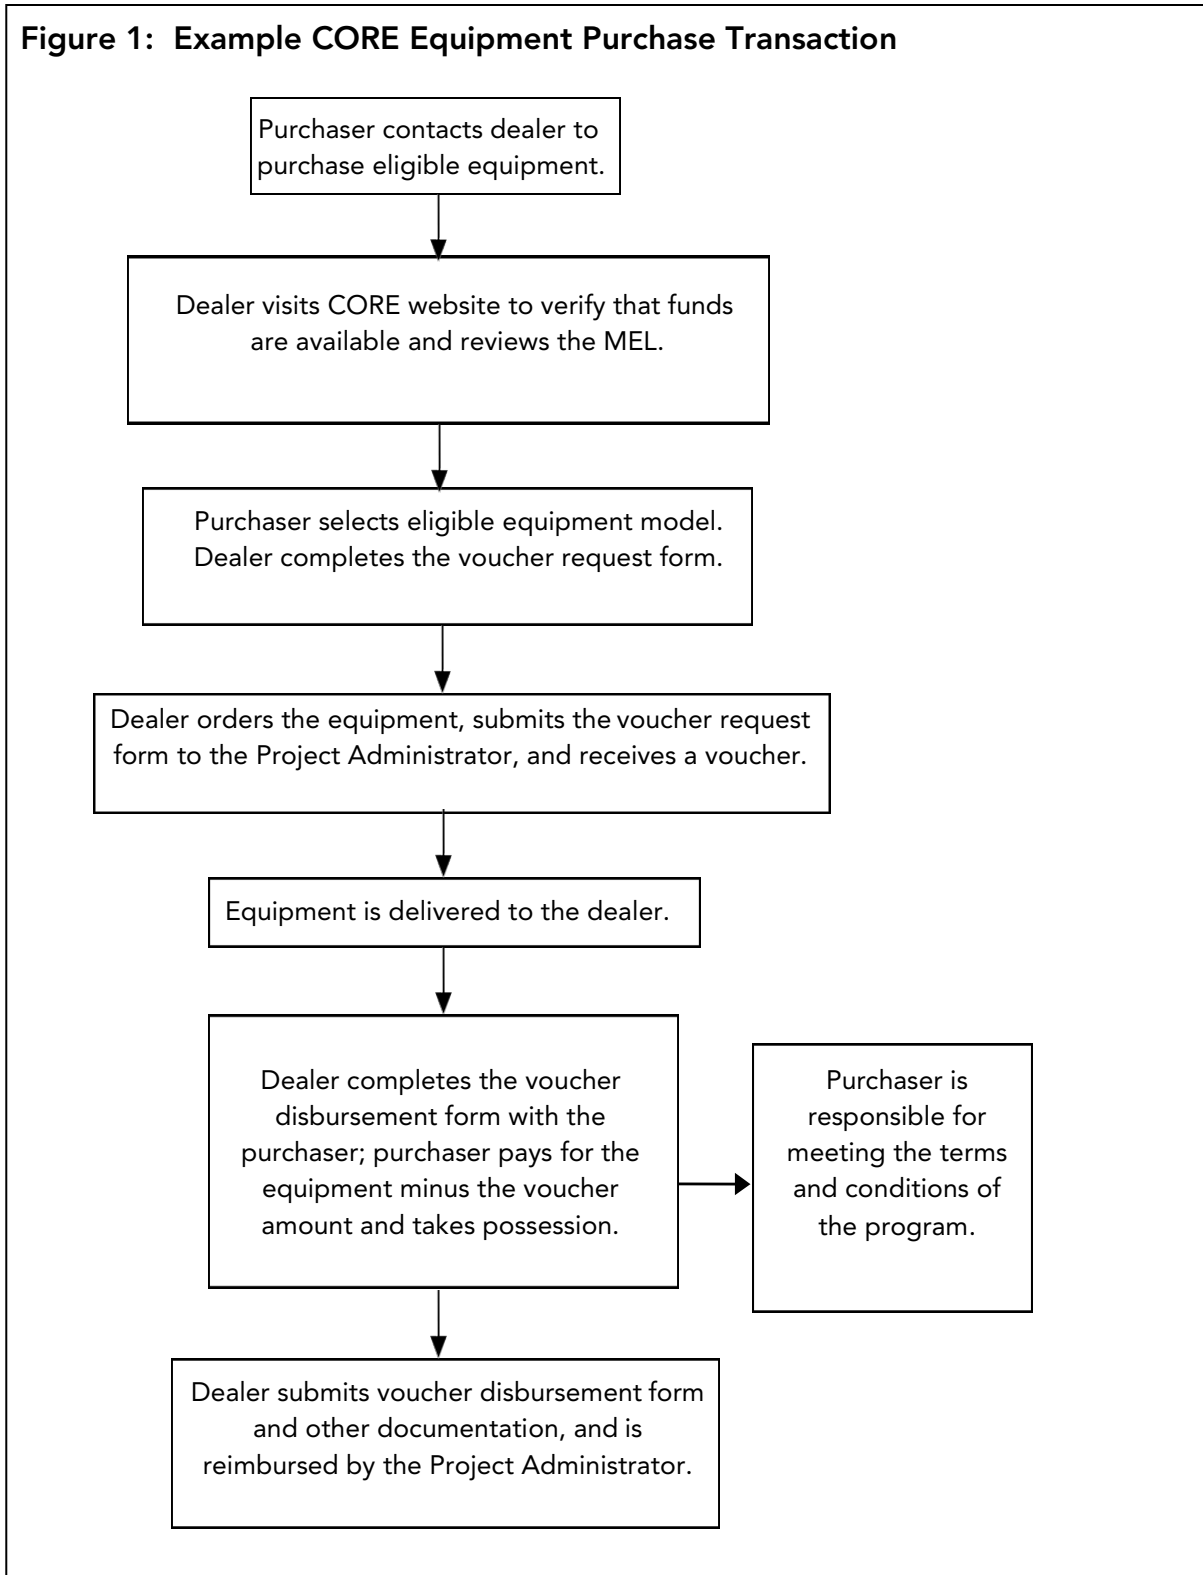 Figure 1: Example CORE Equipment Purchase Transaction
Purchaser contacts dealer to
purchase eligible equipment.
Dealer visits CORE website to verify that funds
are available and reviews the MEL.
Purchaser selects eligible equipment model.
Dealer completes the voucher request form.
Dealer orders the equipment, submits the voucher request
form to the Project Administrator, and receives a voucher.
Equipment is delivered to the dealer.
Dealer completes the voucher
disbursement form with the
purchaser; purchaser pays for the
equipment minus the voucher
amount and takes possession.
Purchaser is
responsible for
meeting the terms
and conditions of
the program.
Dealer submits voucher disbursement form
and other documentation, and is
reimbursed by the Project Administrator.